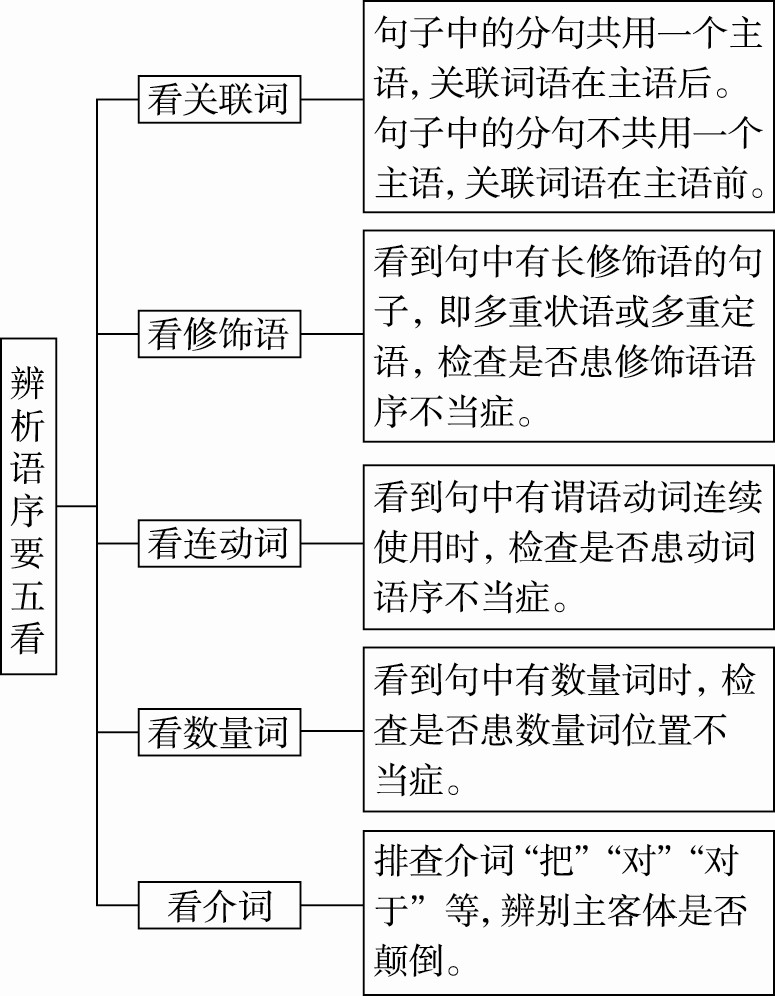 辨析语序要五看
看关联词
句子中的分句共用一个主
语，关联词语在主语后。
句子中的分句不共用一个
主语，关联词语在主语前。
看修饰语
看到句中有长修饰语的句
子，即多重状语或多重定
语，检查是否患修饰语语
序不当症。
看连动词
看到句中有谓语动词连续
使用时，检查是否患动词
语序不当症。
看数量词
看到句中有数量词时，检
查是否患数量词位置不
当症。
看介词
排查介词“把”“对”“对
于”等，辨别主客体是否
颠倒。